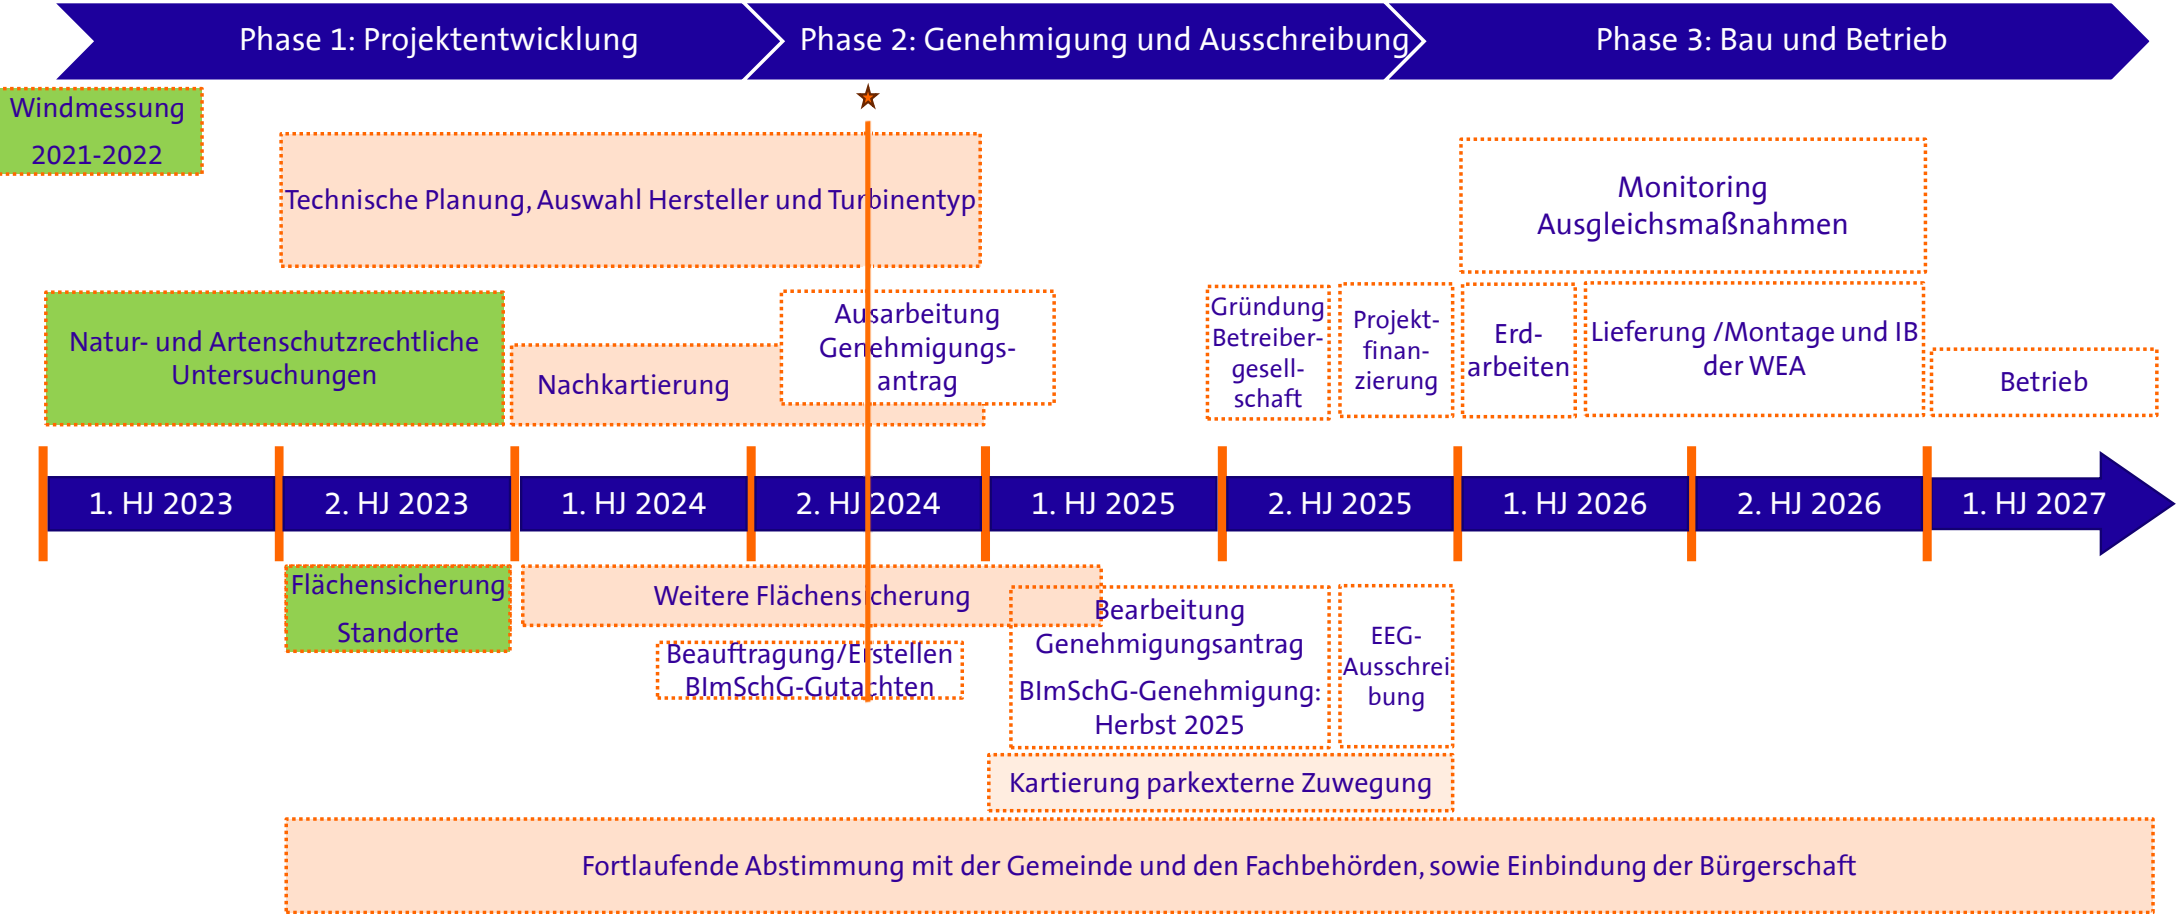 Phase 1: Projektentwicklung
Phase 2: Genehmigung und Ausschreibung
Phase 3: Bau und Betrieb
Windmessung
2021-2022
Technische Planung, Auswahl Hersteller und Turbinentyp
Monitoring
Ausgleichsmaßnahmen
Natur- und Artenschutzrechtliche
Untersuchungen
Nachkartierung
Ausarbeitung
Genehmigungs-
antrag
Gründung
Betreiber-
gesell-
schaft
Projekt-
finan-
zierung
Erd-
arbeiten
Lieferung /Montage und IB
der WEA
Betrieb
1. HJ 2023
2. HJ 2023
1. HJ 2024
2. HJ 2024
1. HJ 2025
2. HJ 2025
1. HJ 2026
2. HJ 2026
1. HJ 2027
Flächensicherung
Standorte
Weitere Flächensicherung
Beauftragung/Erstellen
BImSchG-Gutachten
Bearbeitung
Genehmigungsantrag
BImSchG-Genehmigung:
Herbst 2025
EEG-
Ausschrei
bung
Kartierung parkexterne Zuwegung
Fortlaufende Abstimmung mit der Gemeinde und den Fachbehörden, sowie Einbindung der Bürgerschaft